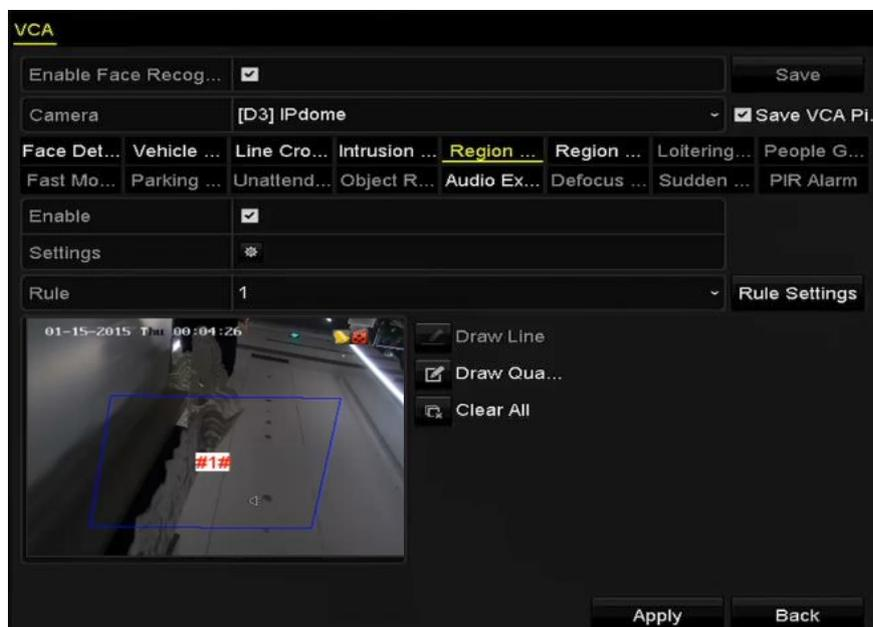 VCA
Enable Face Recog...
Save
Camera
[D3] IPdome
Save VCA Pi.
Face Det... Vehicle ... Line Cro... Intrusion ... Region ... Region ... Loitering... People G...
Fast Mo... Parking ... Unattend... Object R... Audio Ex... Defocus ... Sudden ... PIR Alarm
Enable
Settings
Rule
1
Rule Settings
01-15-2015 Thu 00:04:26
Draw Line
Draw Qua...
Clear All
#1#
Apply
Back